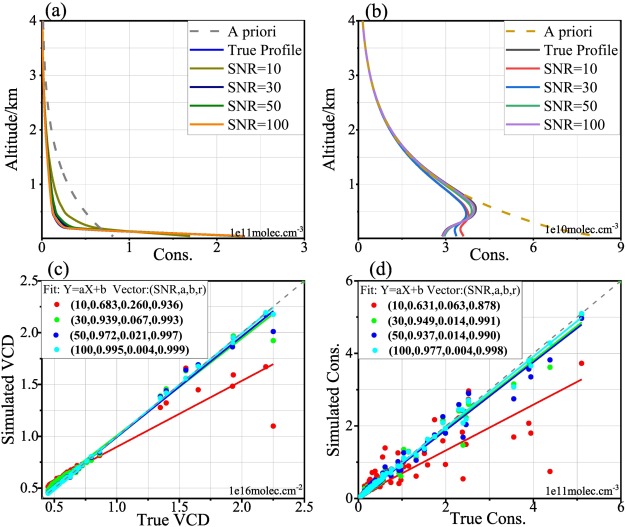 (a)
4
3
2
1
0
Altitude/km
A priori
True Profile
SNR=10
SNR=30
SNR=50
SNR=100
1e11molec.cm-3
0 1 2 3
Cons.
(b)
4
3
2
1
Altitude/km
A priori
True Profile
SNR=10
SNR=30
SNR=50
SNR=100
1e10molec.cm-3
0 3 6 9
Cons.
(c)
2.5
2.0
1.5
1.0
0.5
Simulated VCD
Fit: Y=aX+b Vector:(SNR,a,b,r)
(10,0.683,0.260,0.936)
(30,0.939,0.067,0.993)
(50,0.972,0.021,0.997)
(100,0.995,0.004,0.999)
1e16molec.cm-2
0.5 1.0 1.5 2.0 2.5
True VCD
(d)
6
4
2
0
Simulated Cons.
Fit: Y=aX+b Vector:(SNR,a,b,r)
(10,0.631,0.063,0.878)
(30,0.949,0.014,0.991)
(50,0.937,0.014,0.990)
(100,0.977,0.004,0.998)
1e11molec.cm-3
0 2 4 6
True Cons.